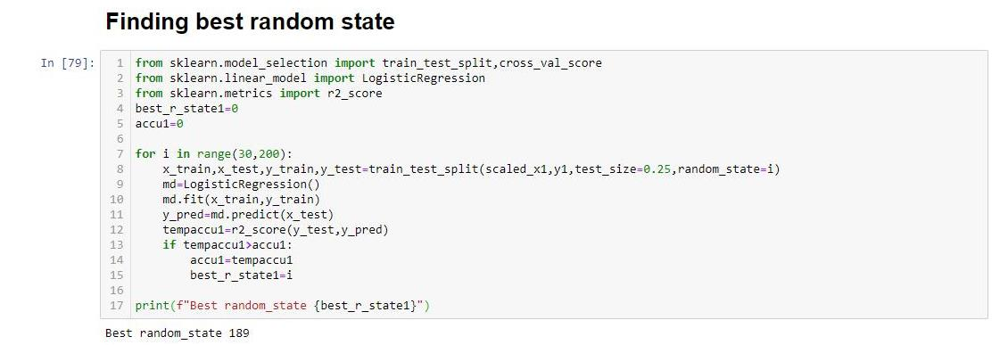 Finding best random state
In [79]:
1 from sklearn.model_selection import train_test_split,cross_val_score
2 from sklearn.linear_model import LogisticRegression
3 from sklearn.metrics import r2_score
4 best_r_state1=0
5 accu1=0
6
7 for i in range(30,200):
8     x_train,x_test,y_train,y_test=train_test_split(scaled_x1,y1,test_size=0.25,random_state=i)
9     md=LogisticRegression()
10     md.fit(x_train,y_train)
11     y_pred=md.predict(x_test)
12     tempaccu1=r2_score(y_test,y_pred)
13     if tempaccu1>accu1:
14         accu1=tempaccu1
15         best_r_state1=i
16
17 print(f"Best random_state {best_r_state1}")
Best random_state 189